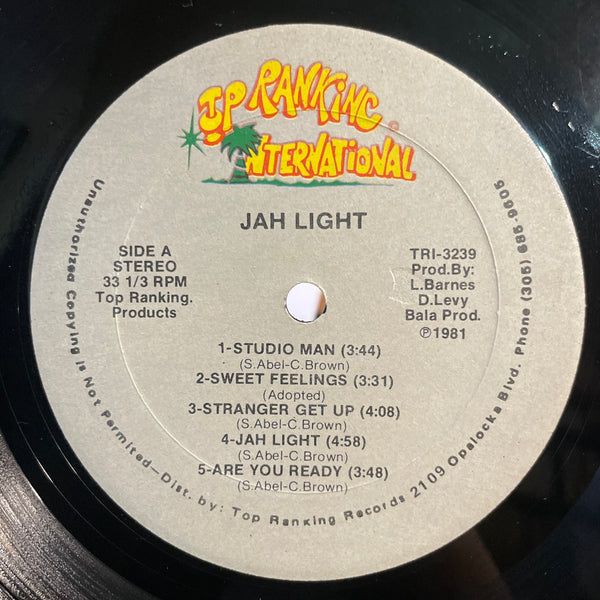 TOP RANKING
INTERNATIONAL
JAH LIGHT
SIDE A
STEREO
33 1/3 RPM
Top Ranking.
Products
TRI-3239
Prod.By:
L.Barnes
D.Levy
Bala Prod.
℗1981
1-STUDIO MAN (3:44)
(S.Abel-C.Brown)
2-SWEET FEELINGS (3:31)
(Adopted)
3-STRANGER GET UP (4:08)
(S.Abel-C.Brown)
4-JAH LIGHT (4:58)
(S.Abel-C.Brown)
5-ARE YOU READY (3:48)
(S.Abel-C.Brown)
Unauthorized Copying is Not Permited-Dist. by: Top Ranking Records 2109 Opalocka Blvd. Phone (305) 685-9605